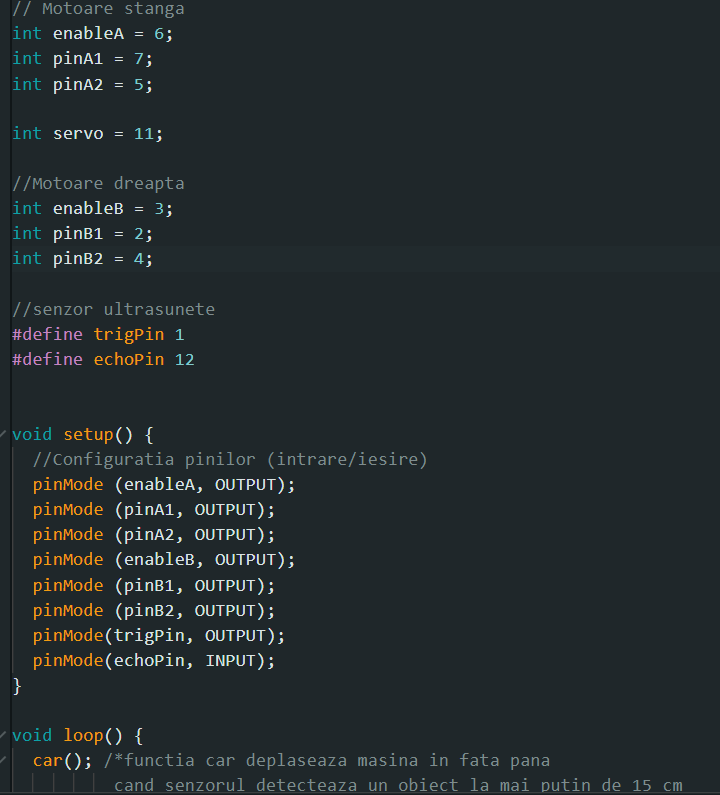 // Motoare stanga
int enableA = 6;
int pinA1 = 7;
int pinA2 = 5;
int servo = 11;
//Motoare dreapta
int enableB = 3;
int pinB1 = 2;
int pinB2 = 4;
//senzor ultrasunete
#define trigPin 1
#define echoPin 12
void setup() {
//Configuratia pinilor (intrare/iesire)
pinMode (enableA, OUTPUT);
pinMode (pinA1, OUTPUT);
pinMode (pinA2, OUTPUT);
pinMode (enableB, OUTPUT);
pinMode (pinB1, OUTPUT);
pinMode (pinB2, OUTPUT);
pinMode(trigPin, OUTPUT);
pinMode(echoPin, INPUT);
}
void loop() {
car(); /*functia car deplaseaza masina in fata pana
cand senzorul detecteaza un obiect la mai putin de 15 cm